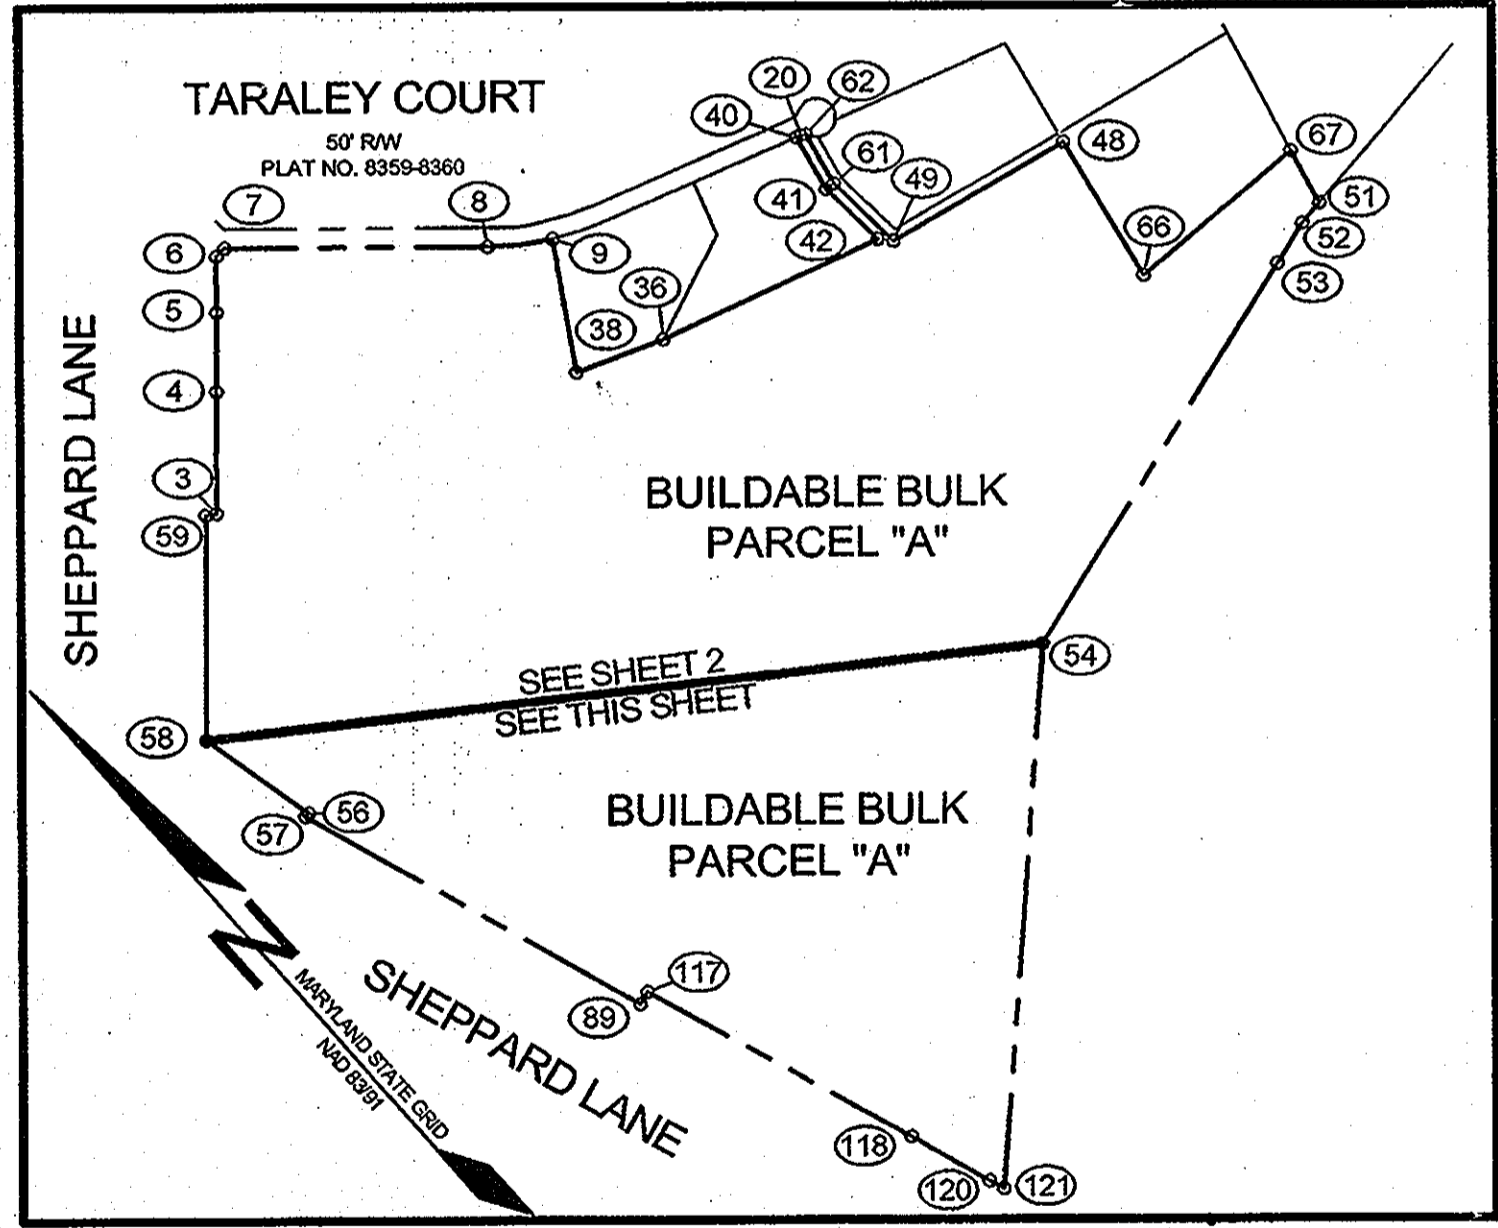 TARALEY COURT
50' R/W
PLAT NO. 8359-8360
20
62
40
61
49
48
67
7
8
41
51
6
42
52
9
66
53
36
5
38
4
SHEPPARD LANE
3
59
BUILDABLE BULK
PARCEL "A"
54
SEE SHEET 2
SEE THIS SHEET
58
56
57
BUILDABLE BULK
PARCEL "A"
N
MARYLAND STATE GRID
NAD 83/91
SHEPPARD LANE
117
89
118
120
121